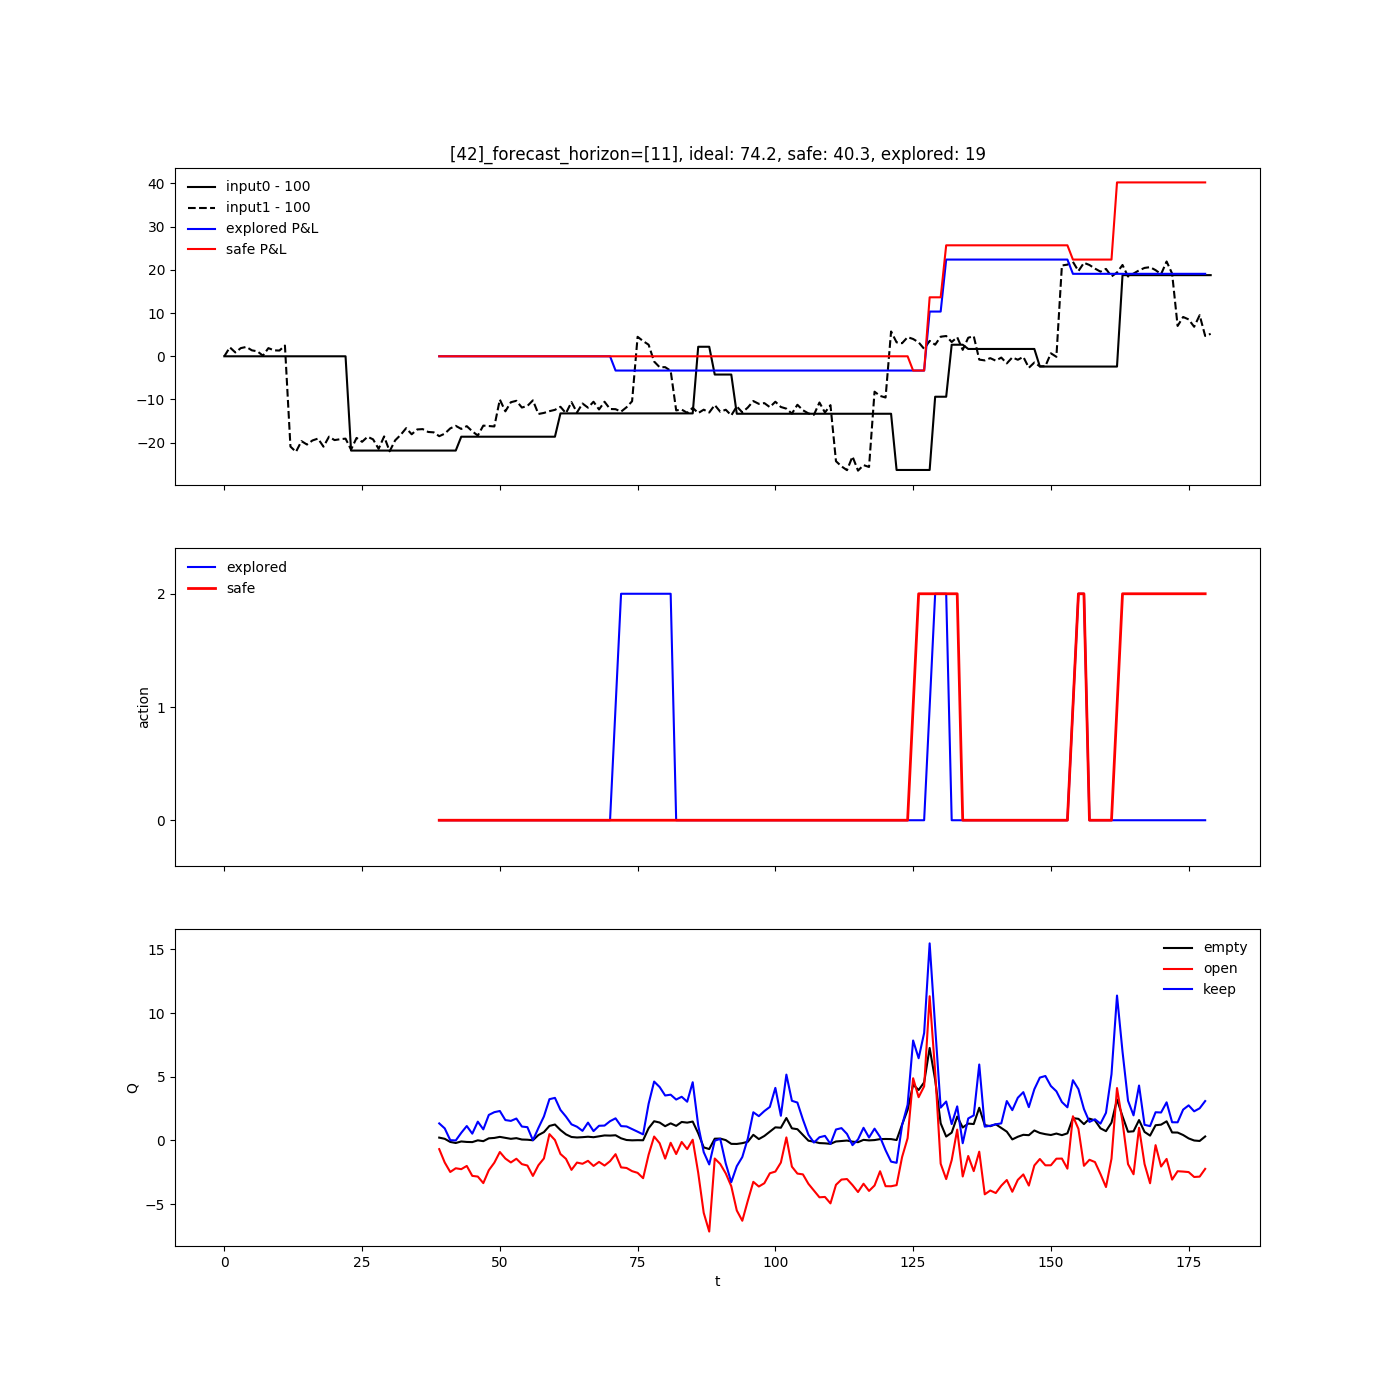 [42]_forecast_horizon=[11], ideal: 74.2, safe: 40.3, explored: 19
40
30
20
10
0
−10
−20
input0 - 100
input1 - 100
explored P&L
safe P&L
action
2
1
0
explored
safe
Q
15
10
5
0
−5
empty
open
keep
0 25 50 75 100 125 150 175
t